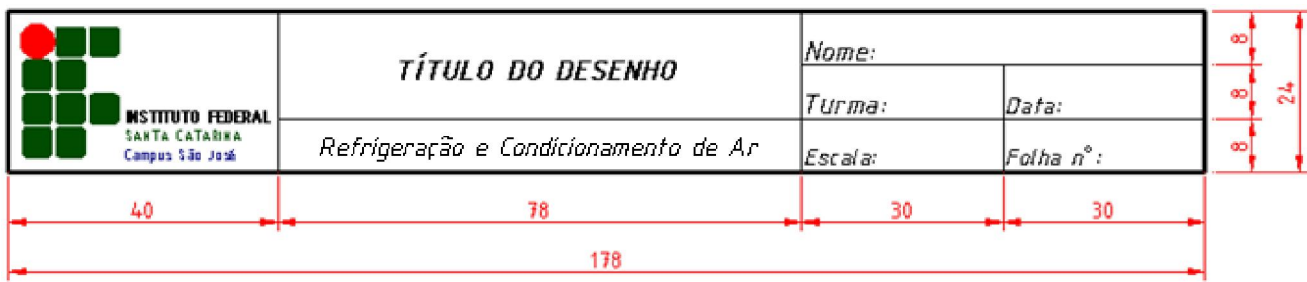 INSTITUTO FEDERAL
SANTA CATARINA
Campus São José
TÍTULO DO DESENHO
Refrigeração e Condicionamento de Ar
Nome:
Turma:
Data:
Escala:
Folha n°:
8
8
8
24
40
78
30
30
178